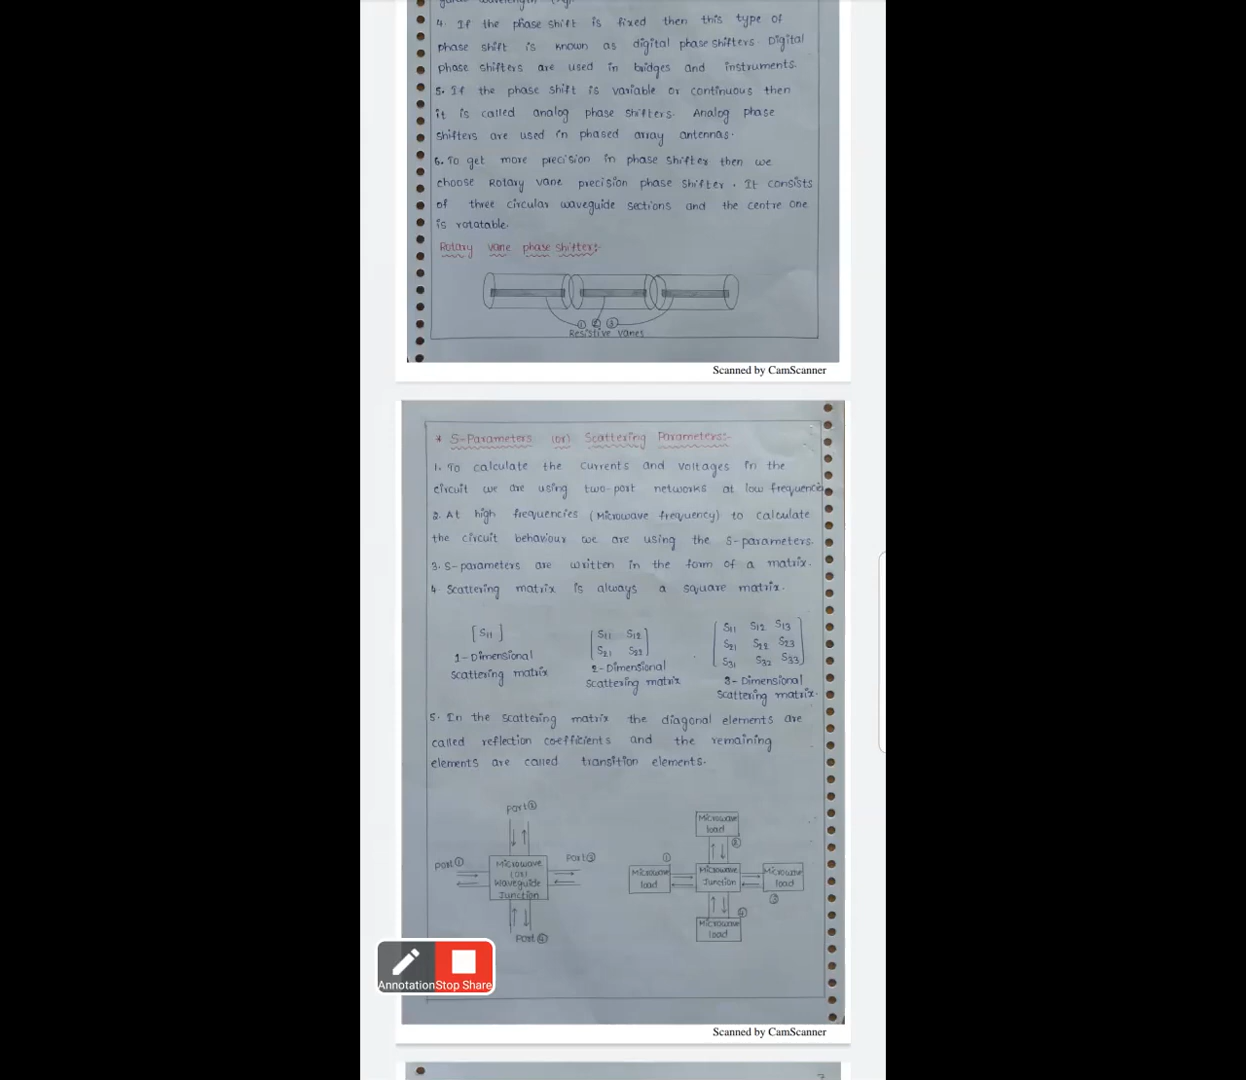 4. If the phase shift is fixed then this type of
phase shift is known as digital phase shifters. Digital
phase shifters are used in bridges and instruments.
5. If the phase shift is variable or continuous then
it is called analog phase shifters. Analog phase
shifters are used in phased array antennas.
6. To get more precision in phase shifter then we
choose Rotary vane precision phase shifter. It consists
of three circular waveguide sections and the centre one
is rotatable.
Rotary vane phase shifter:-
① ② ③
Resistive vanes
Scanned by CamScanner
* S-Parameters (or) Scattering Parameters:-
1. To calculate the currents and voltages in the
circuit we are using two-port networks at low frequencies
2. At high frequencies (Microwave frequency) to calculate
the circuit behaviour we are using the S-parameters.
3. S-parameters are written in the form of a matrix.
4. Scattering matrix is always a square matrix.
[S11]
1-Dimensional
scattering matrix
S11 S12
S21 S22
2-Dimensional
scattering matrix
S11 S12 S13
S21 S22 S23
S31 S32 S33
3-Dimensional
scattering matrix.
5. In the scattering matrix the diagonal elements are
called reflection coefficients and the remaining
elements are called transition elements.
port②
port①
Microwave
(or)
Waveguide
Junction
port③
port④
Microwave
load
②
①
Microwave
load
Microwave
Junction
Microwave
load
③
④
Microwave
load
Annotation
Stop Share
Scanned by CamScanner